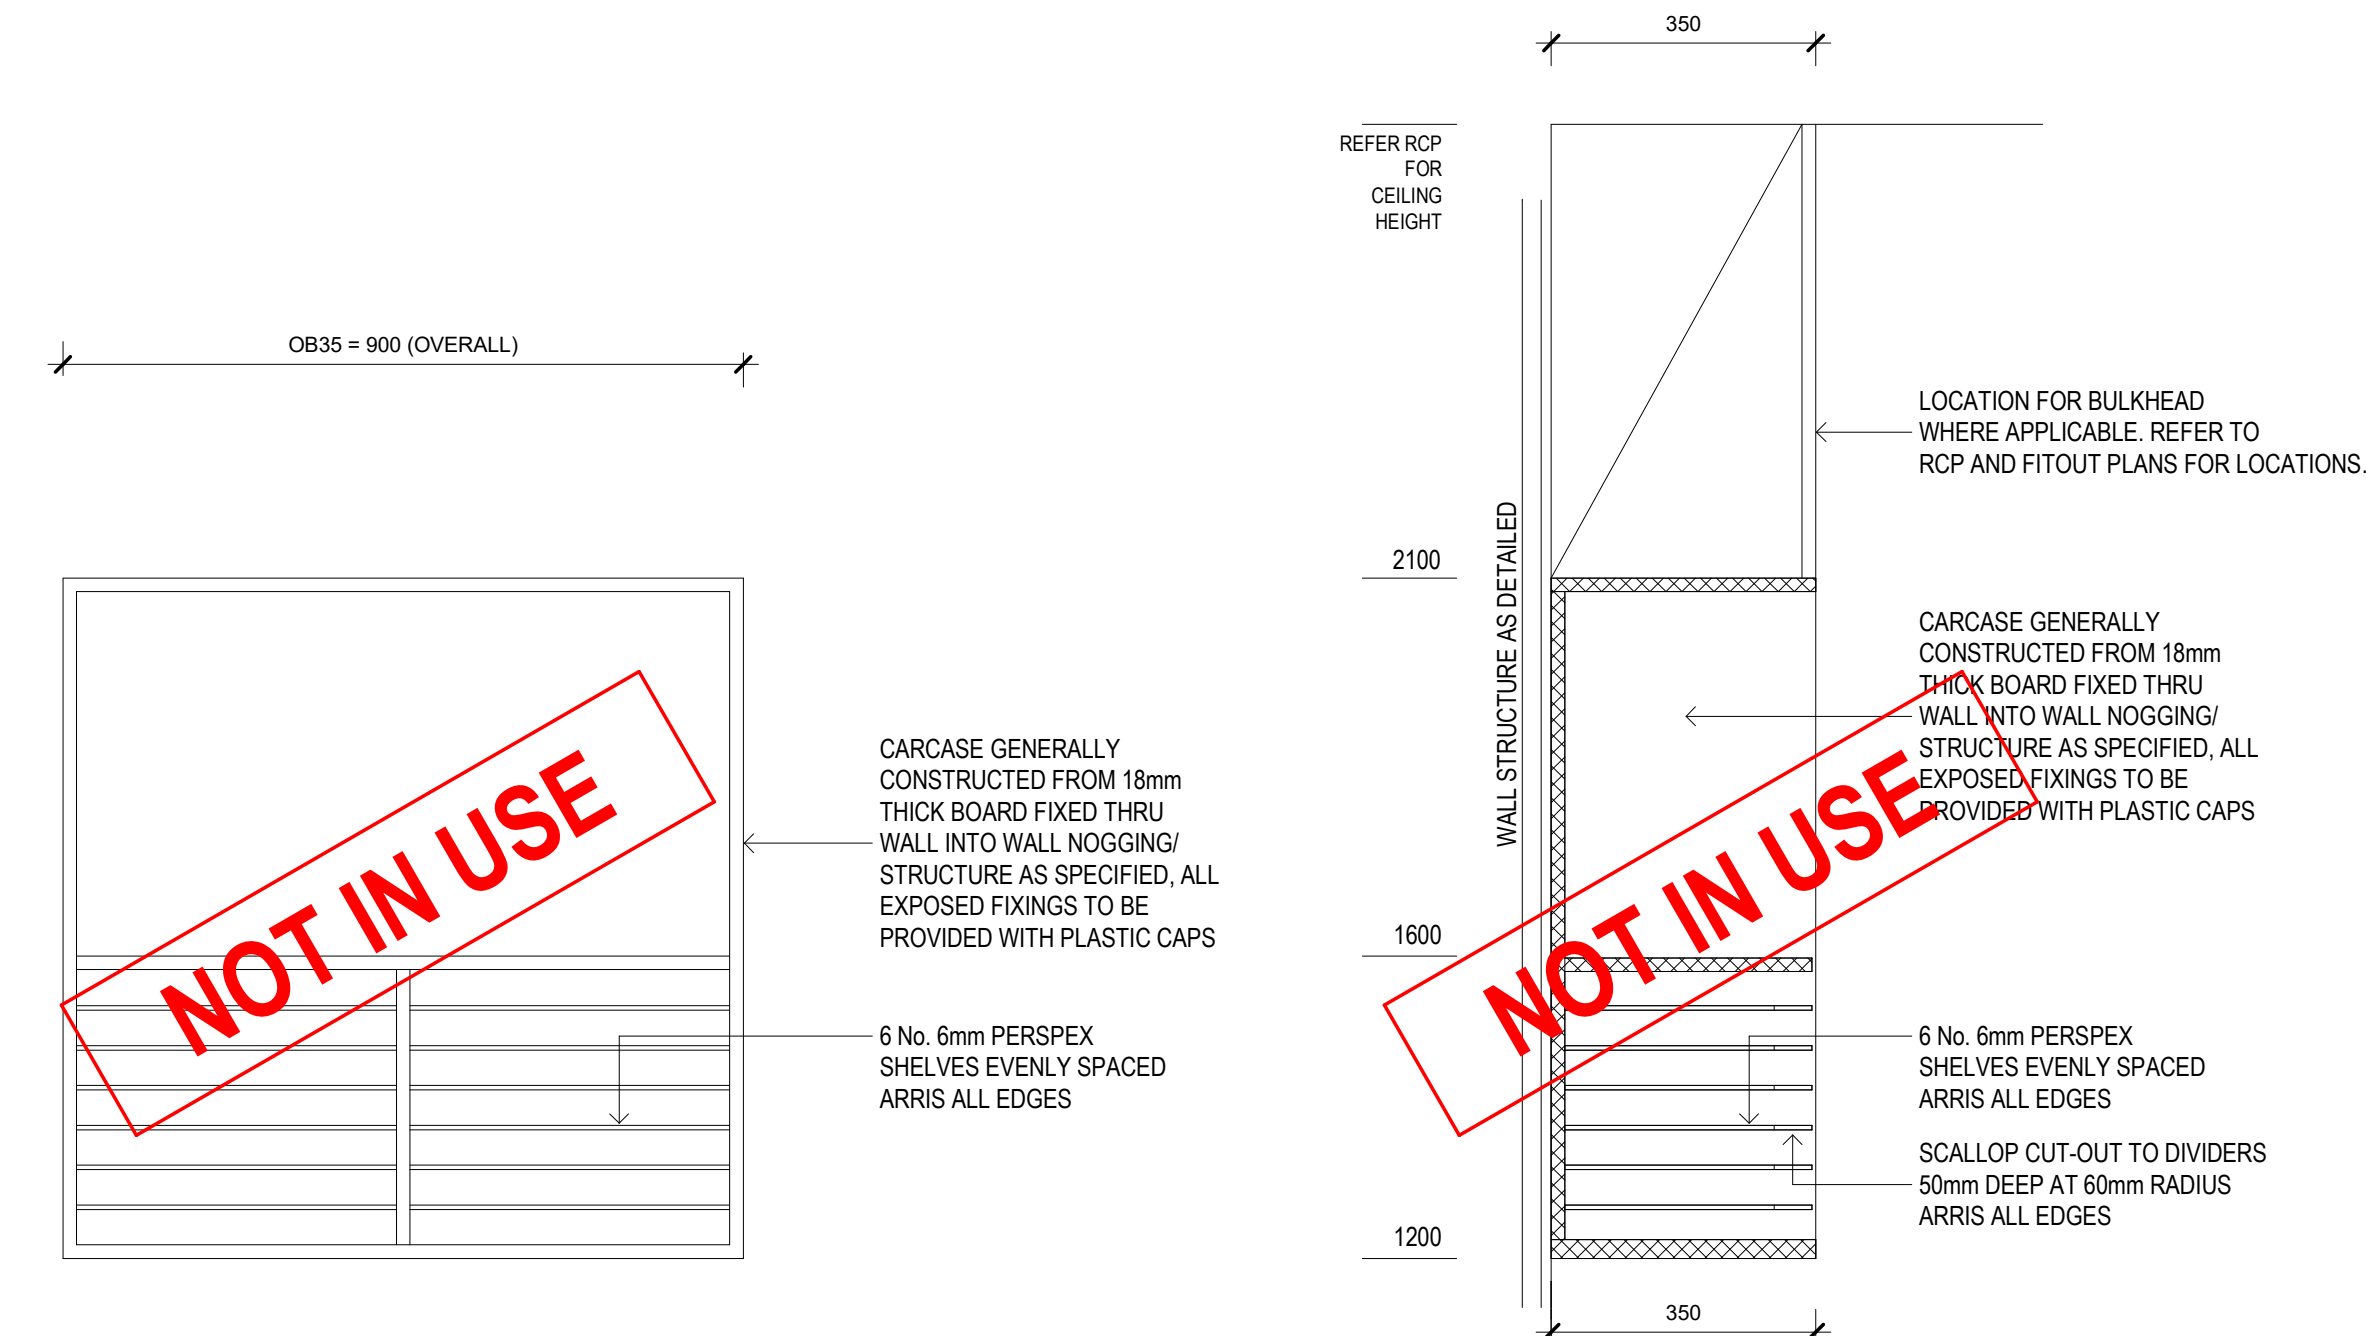 OB35 = 900 (OVERALL)
CARCASE GENERALLY
CONSTRUCTED FROM 18mm
THICK BOARD FIXED THRU
WALL INTO WALL NOGGING/
STRUCTURE AS SPECIFIED, ALL
EXPOSED FIXINGS TO BE
PROVIDED WITH PLASTIC CAPS
6 No. 6mm PERSPEX
SHELVES EVENLY SPACED
ARRIS ALL EDGES
NOT IN USE
350
REFER RCP
FOR
CEILING
HEIGHT
LOCATION FOR BULKHEAD
WHERE APPLICABLE. REFER TO
RCP AND FITOUT PLANS FOR LOCATIONS.
2100
WALL STRUCTURE AS DETAILED
CARCASE GENERALLY
CONSTRUCTED FROM 18mm
THICK BOARD FIXED THRU
WALL INTO WALL NOGGING/
STRUCTURE AS SPECIFIED, ALL
EXPOSED FIXINGS TO BE
PROVIDED WITH PLASTIC CAPS
1600
NOT IN USE
6 No. 6mm PERSPEX
SHELVES EVENLY SPACED
ARRIS ALL EDGES
SCALLOP CUT-OUT TO DIVIDERS
50mm DEEP AT 60mm RADIUS
ARRIS ALL EDGES
1200
350